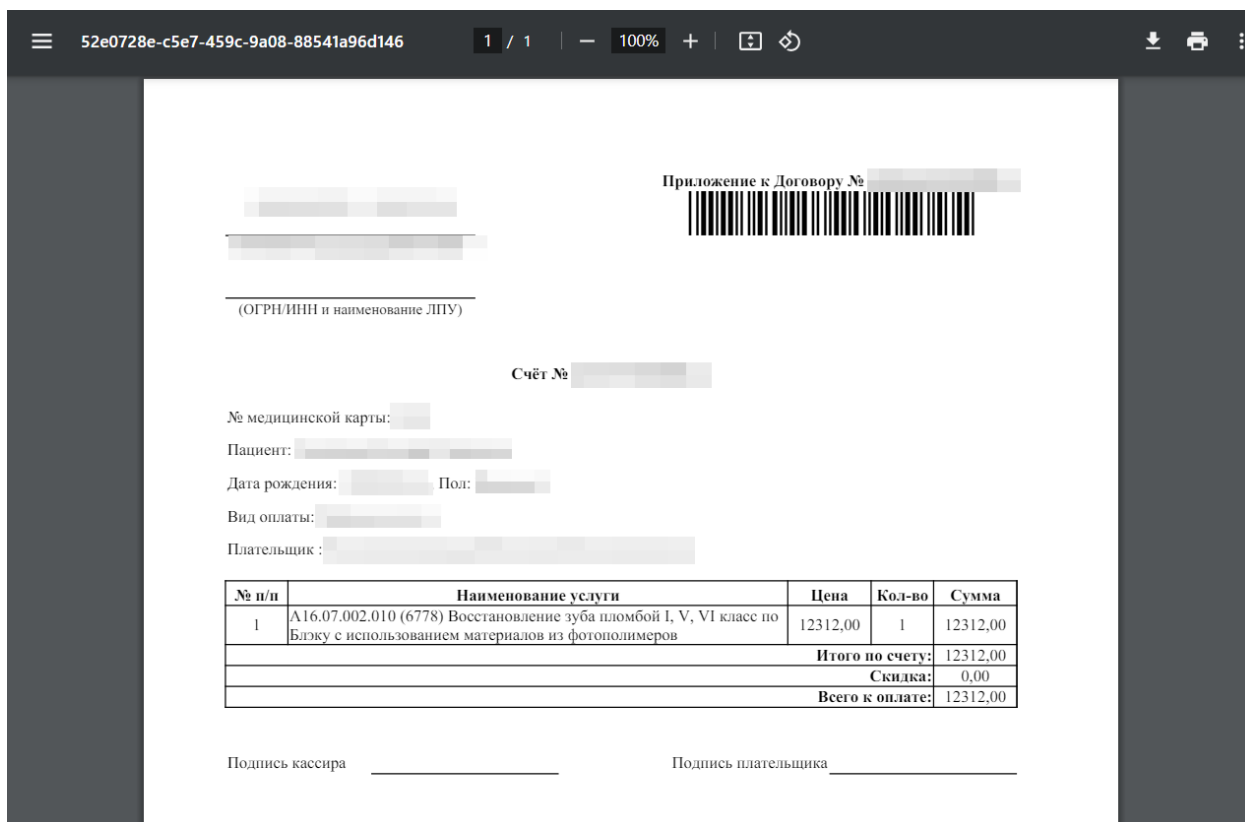 52e0728e-c5e7-459c-9a08-88541a96d146
1 / 1
100%
Приложение к Договору №
(ОГРН/ИНН и наименование ЛПУ)
Счёт №
№ медицинской карты:
Пациент:
Дата рождения: Пол:
Вид оплаты:
Плательщик :
№ п/п Наименование услуги Цена Кол-во Сумма
1 A16.07.002.010 (6778) Восстановление зуба пломбой I, V, VI класс по
Блэку с использованием материалов из фотополимеров 12312,00 1 12312,00
Итого по счету: 12312,00
Скидка: 0,00
Всего к оплате: 12312,00
Подпись кассира Подпись плательщика